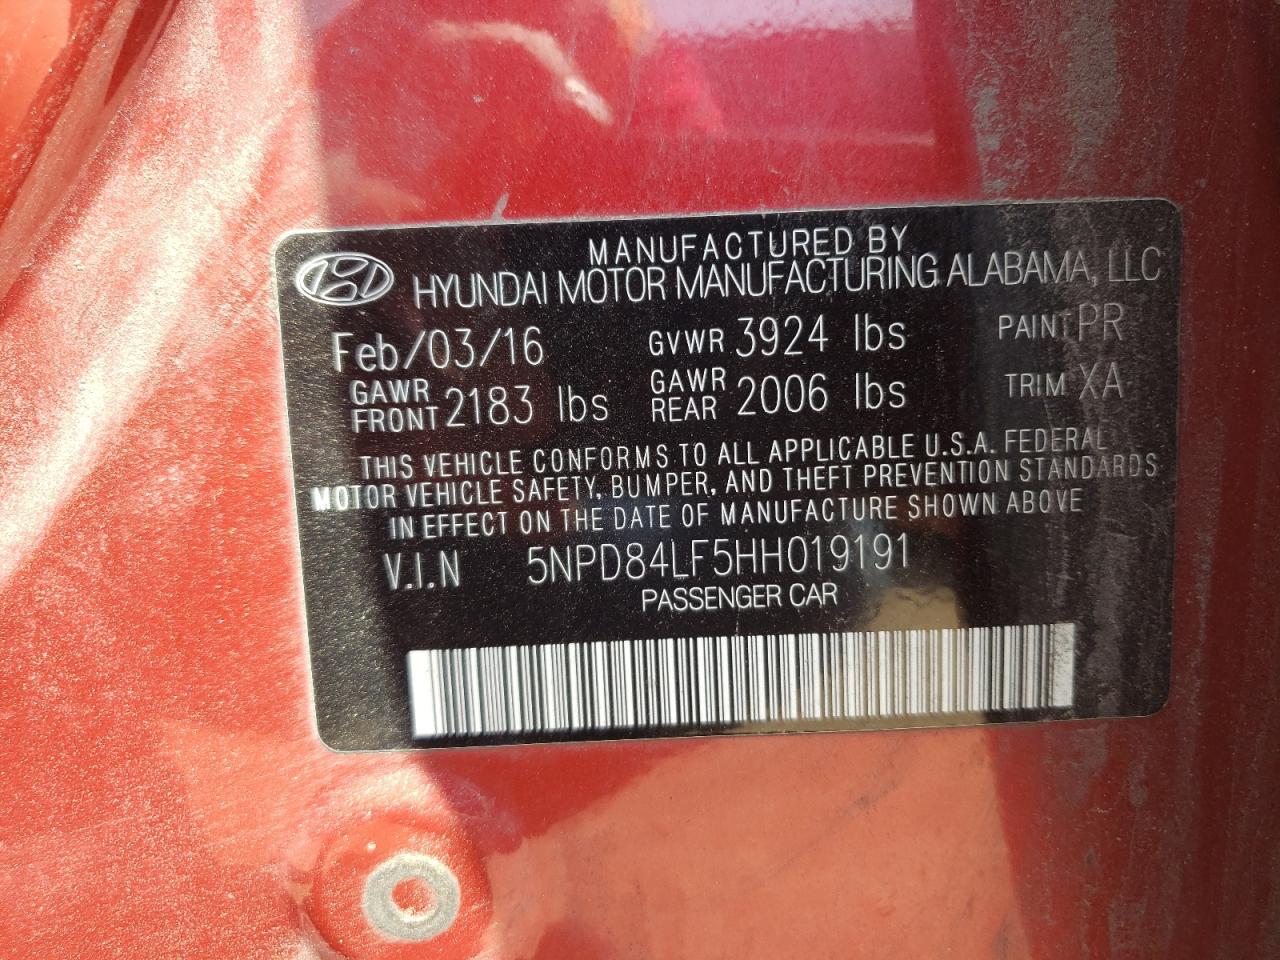 MANUFACTURED BY
HYUNDAI MOTOR MANUFACTURING ALABAMA, LLC
Feb/03/16 GVWR 3924 lbs PAINT PR
GAWR FRONT 2183 lbs GAWR REAR 2006 lbs TRIM XA
THIS VEHICLE CONFORMS TO ALL APPLICABLE U.S.A. FEDERAL
MOTOR VEHICLE SAFETY, BUMPER, AND THEFT PREVENTION STANDARDS
IN EFFECT ON THE DATE OF MANUFACTURE SHOWN ABOVE
V.I.N 5NPD84LF5HH019191
PASSENGER CAR